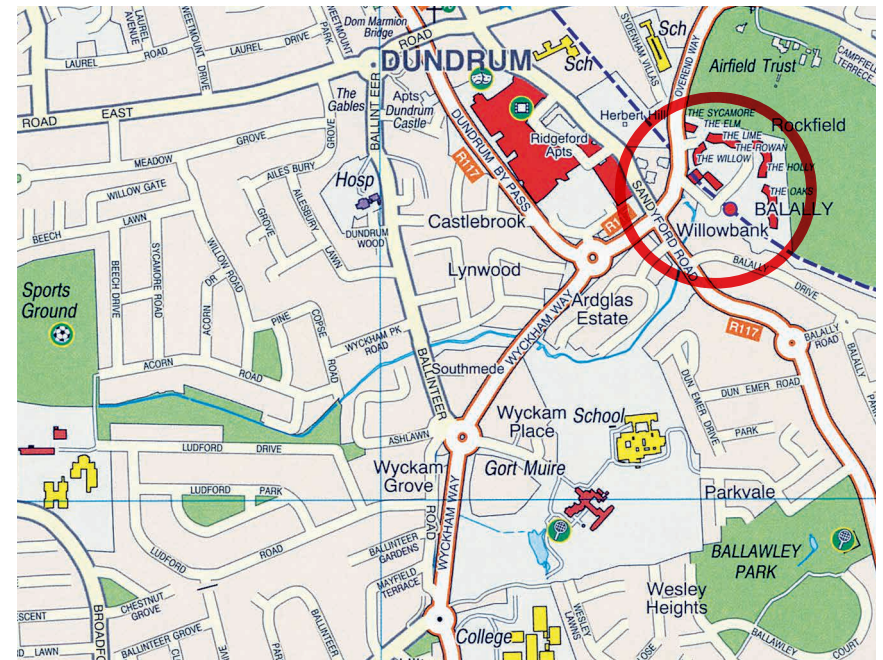 LAUREL AVENUE
SWEETMOUNT DRIVE
DRIVE
SWEETMOUNT PARK
Dom Marmion
Bridge
ROAD
LAUREL
ROAD
LAUREL
DUNDRUM
Sch
SYDENHAM VILLAS
Sch
OVEREND WAY
Airfield Trust
CAMPFIELD
TERRECE
The
Gables
BALLINTEER
Apts
Dundrum
Castle
Herbert Hill
THE SYCAMORE
THE ELM
THE LIME
THE ROWAN
Rockfield
THE WILLOW
THE HOLLY
THE OAKS
BALALLY
Willowbank
ROAD
EAST
GROVE
MEADOW
WILLOW GATE
AILES BURY
GROVE
AILESBURY
LAWN
LAWN
BEECH
BEECH DRIVE
SYCAMORE ROAD
WILLOW ROAD
ACORN
DR
Hosp
DUNDRUM
WOOD
R117
DUNDRUM BY PASS
Ridgeford
Apts
Castlebrook
R117
SANDYFORD ROAD
BALALLY
DRIVE
Lynwood
Ardglas
Estate
WYCKHAM WAY
R117
BALALLY
ROAD
BALALLY
Sports
Ground
PINE
COPSE
ROAD
WYCKHAM PK
ROAD
ACORN
ROAD
BALLINTEER
Southmede
DUN EMER ROAD
DUN EMER DRIVE
PARK
Wyckam
Place
School
ASHLAWN
LUDFORD
DRIVE
Wyckam
Grove
Gort Muire
LUDFORD
PARK
Parkvale
WYCKHAM WAY
ROAD
LUDFORD
ROAD
BALLINTEER
GARDENS
MAYFIELD
TERRACE
BALLAWLEY
PARK
Wesley
Heights
CHESTNUT
GROVE
BALLINTEER GROVE
BALLINTEER
College
WESLEY
LAWNS
BALLAWLEY
COURT